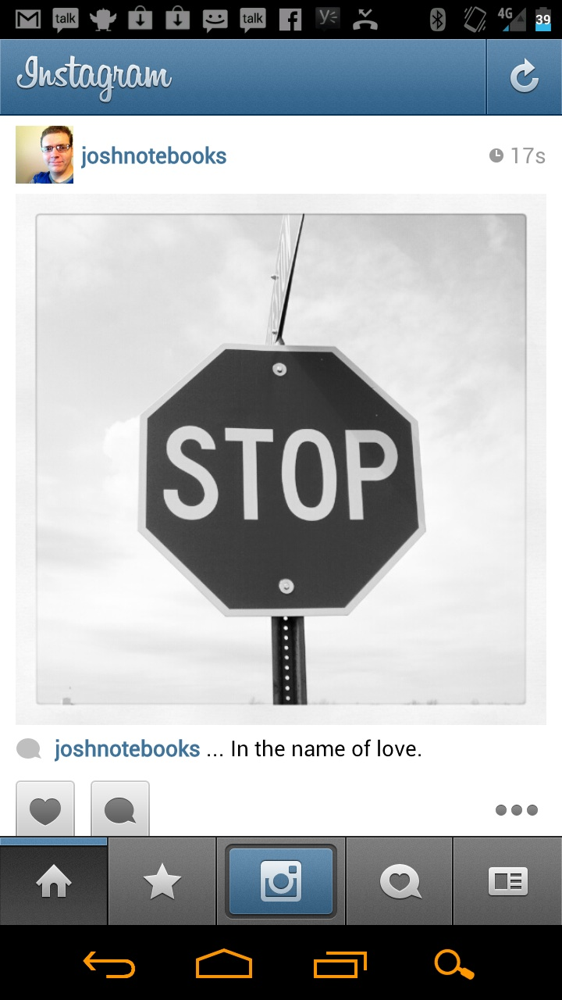 talk talk 4G 39
Instagram
joshnotebooks 17s
STOP
joshnotebooks ... In the name of love.